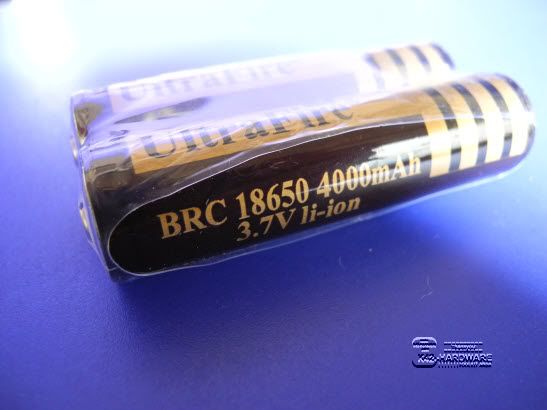 UltraFire
UltraFire
BRC 18650 4000mAh
3.7V li-ion
HARDWARE